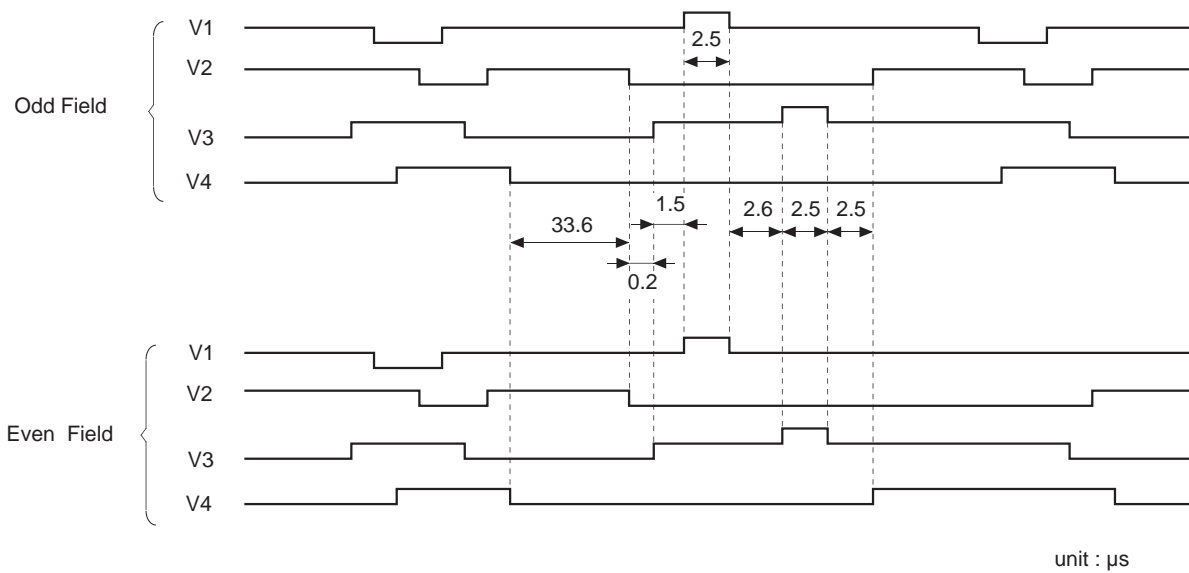 V1
2.5
V2
Odd Field
V3
V4
1.5
2.6 2.5 2.5
33.6
0.2
V1
V2
Even Field
V3
V4
unit : µs